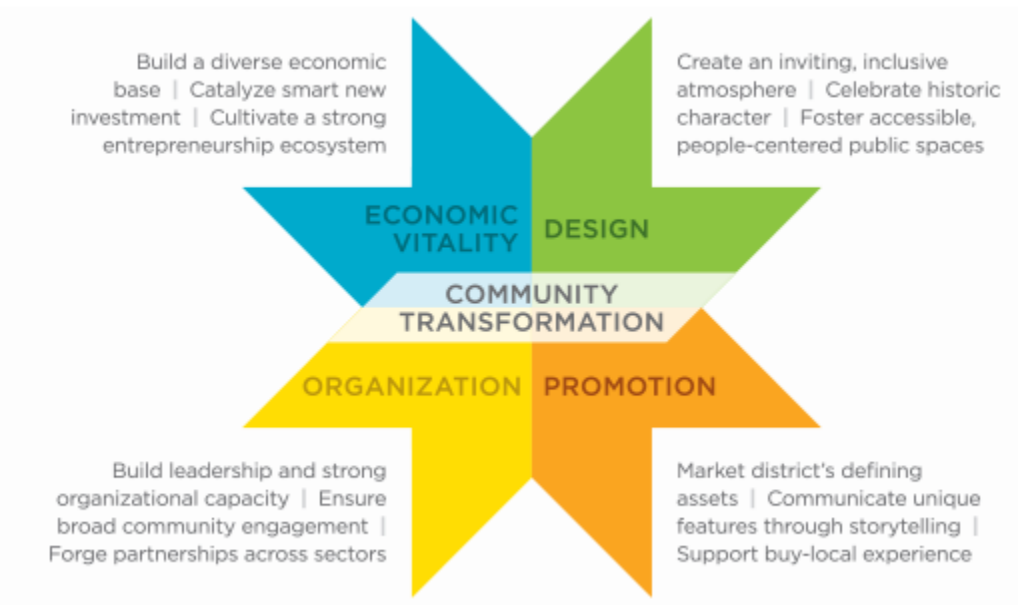 Build a diverse economic
base | Catalyze smart new
investment | Cultivate a strong
entrepreneurship ecosystem
Create an inviting, inclusive
atmosphere | Celebrate historic
character | Foster accessible,
people-centered public spaces
ECONOMIC
VITALITY
DESIGN
COMMUNITY
TRANSFORMATION
ORGANIZATION
PROMOTION
Build leadership and strong
organizational capacity | Ensure
broad community engagement |
Forge partnerships across sectors
Market district's defining
assets | Communicate unique
features through storytelling |
Support buy-local experience